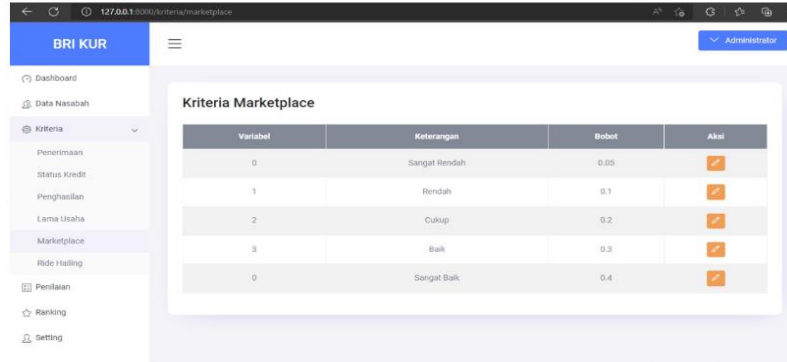 127.0.0.1:8000/kriteria/marketplace
BRI KUR
Administrator
Dashboard
Data Nasabah
Kriteria
Penerimaan
Status Kredit
Penghasilan
Lama Usaha
Marketplace
Ride Hailing
Penilaian
Ranking
Setting
Kriteria Marketplace
Variabel Keterangan Bobot Aksi
0 Sangat Rendah 0.05
1 Rendah 0.1
2 Cukup 0.2
3 Baik 0.3
0 Sangat Baik 0.4